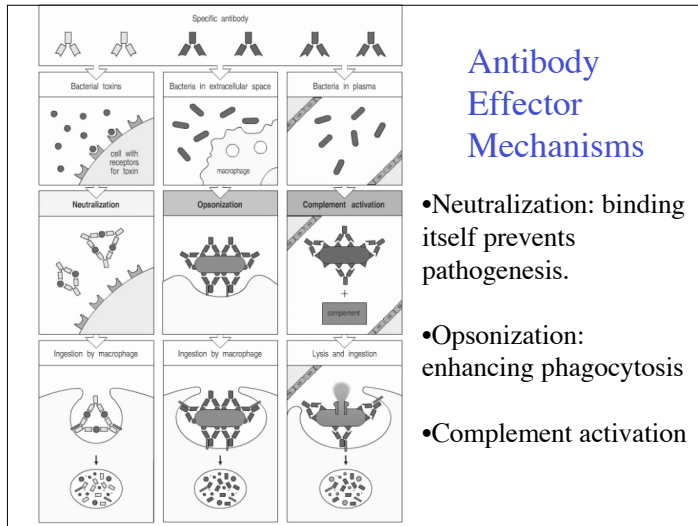 Specific antibody
Bacterial toxins
Bacteria in extracellular space
Bacteria in plasma
cell with
receptors
for toxin
macrophage
Neutralization
Opsonization
Complement activation
+
complement
Ingestion by macrophage
Ingestion by macrophage
Lysis and ingestion
Antibody
Effector
Mechanisms
•Neutralization: binding
itself prevents
pathogenesis.
•Opsonization:
enhancing phagocytosis
•Complement activation